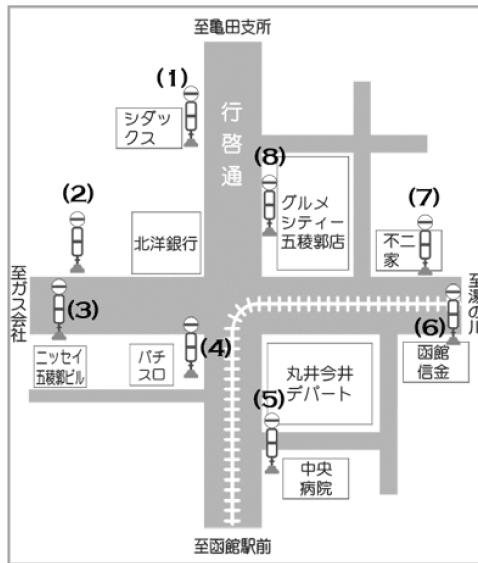 至亀田支所
(1)
シダッ
クス
行啓通
(8)
グルメ
シティー
五稜郭店
(2)
北洋銀行
(7)
不二
家
至ガス会社
(3)
至湯の川
(6)
函館
信金
ニッセイ
五稜郭ビル
パチ
スロ
(4)
丸井今井
デパート
(5)
中央
病院
至函館駅前